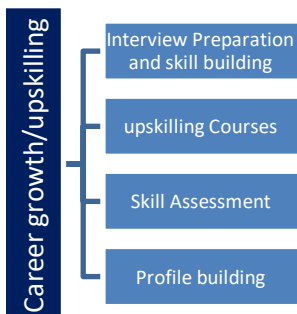 Career growth/upskilling
Interview Preparation
and skill building
upskilling Courses
Skill Assessment
Profile building